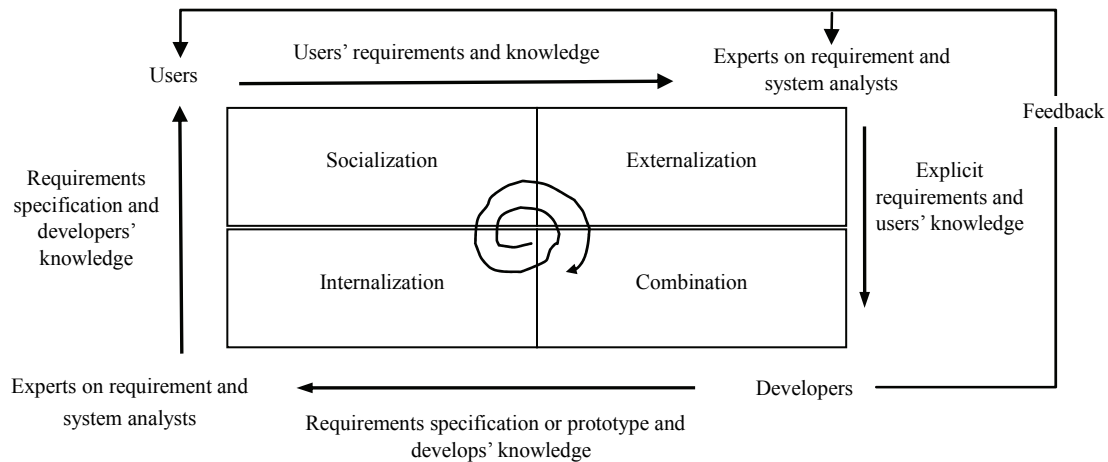 Users’ requirements and knowledge
Users
Experts on requirement and
system analysts
Feedback
Socialization
Externalization
Requirements
specification and
developers’
knowledge
Explicit
requirements and
users’ knowledge
Internalization
Combination
Experts on requirement and
system analysts
Developers
Requirements specification or prototype and
develops’ knowledge